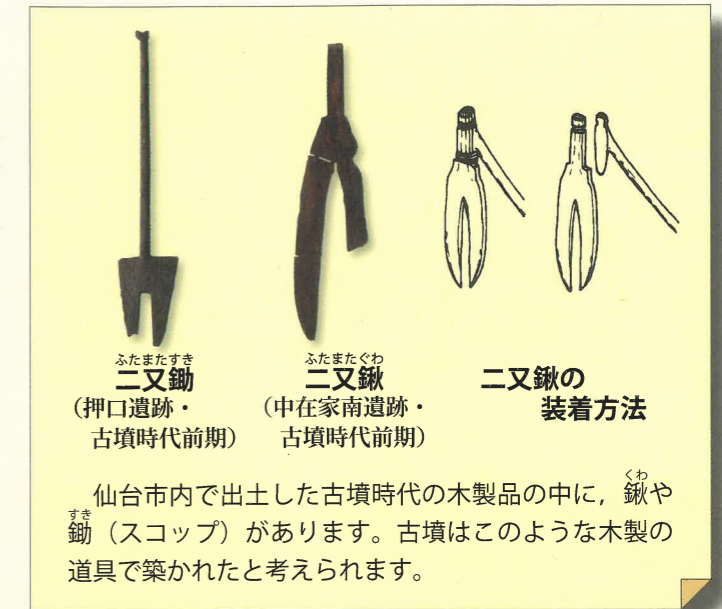 ふたまたすき
二又鋤
(押口遺跡・
古墳時代前期)
ふたまたぐわ
二又鍬
(中在家南遺跡・
古墳時代前期)
二又鍬の
装着方法
仙台市内で出土した古墳時代の木製品の中に，鍬や
くわ
鋤（スコップ）があります。古墳はこのような木製の
すき
道具で築かれたと考えられます。